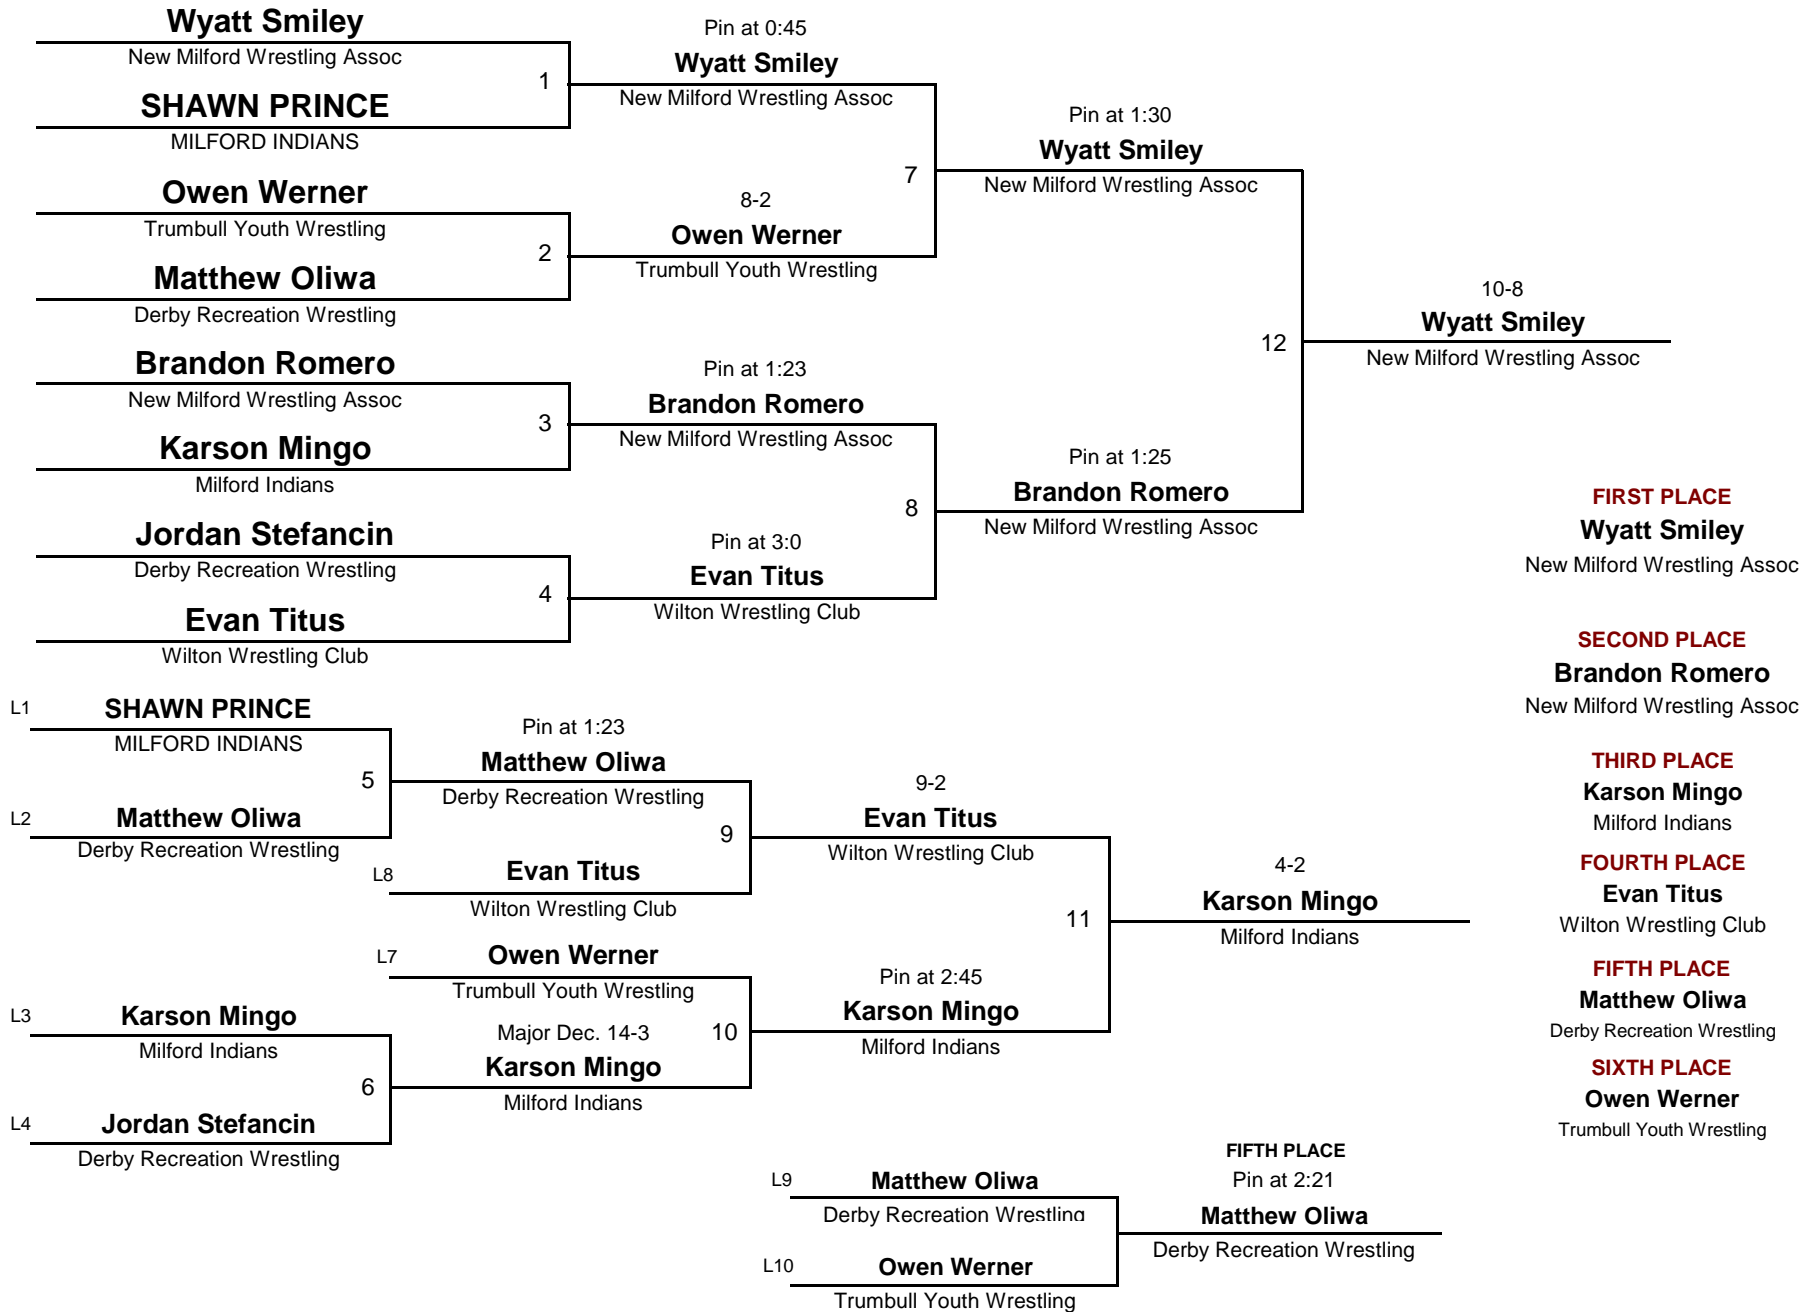 Wyatt Smiley
New Milford Wrestling Assoc
1
SHAWN PRINCE
MILFORD INDIANS
Owen Werner
Trumbull Youth Wrestling
2
Matthew Oliwa
Derby Recreation Wrestling
Brandon Romero
New Milford Wrestling Assoc
3
Karson Mingo
Milford Indians
Jordan Stefancin
Derby Recreation Wrestling
4
Evan Titus
Wilton Wrestling Club
Pin at 0:45
Wyatt Smiley
New Milford Wrestling Assoc
7
8-2
Owen Werner
Trumbull Youth Wrestling
Pin at 1:23
Brandon Romero
New Milford Wrestling Assoc
8
Pin at 3:0
Evan Titus
Wilton Wrestling Club
Pin at 1:30
Wyatt Smiley
New Milford Wrestling Assoc
12
Pin at 1:25
Brandon Romero
New Milford Wrestling Assoc
10-8
Wyatt Smiley
New Milford Wrestling Assoc
L1 SHAWN PRINCE
MILFORD INDIANS
5
L2 Matthew Oliwa
Derby Recreation Wrestling
L3 Karson Mingo
Milford Indians
6
L4 Jordan Stefancin
Derby Recreation Wrestling
Pin at 1:23
Matthew Oliwa
Derby Recreation Wrestling
9
L8 Evan Titus
Wilton Wrestling Club
L7 Owen Werner
Trumbull Youth Wrestling
Major Dec. 14-3 10
Karson Mingo
Milford Indians
9-2
Evan Titus
Wilton Wrestling Club
11
Pin at 2:45
Karson Mingo
Milford Indians
4-2
Karson Mingo
Milford Indians
L9 Matthew Oliwa
Derby Recreation Wrestling
L10 Owen Werner
Trumbull Youth Wrestling
FIFTH PLACE
Pin at 2:21
Matthew Oliwa
Derby Recreation Wrestling
FIRST PLACE
Wyatt Smiley
New Milford Wrestling Assoc
SECOND PLACE
Brandon Romero
New Milford Wrestling Assoc
THIRD PLACE
Karson Mingo
Milford Indians
FOURTH PLACE
Evan Titus
Wilton Wrestling Club
FIFTH PLACE
Matthew Oliwa
Derby Recreation Wrestling
SIXTH PLACE
Owen Werner
Trumbull Youth Wrestling